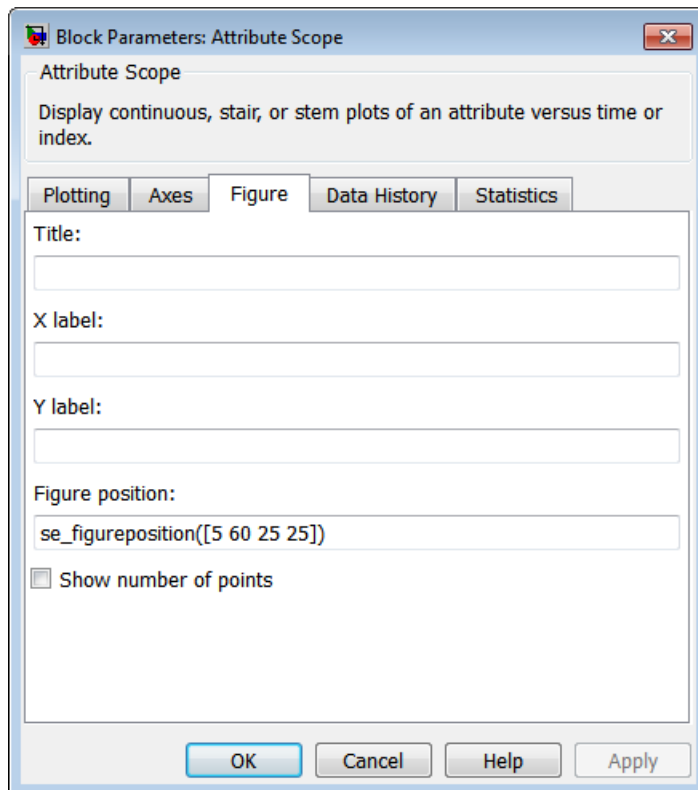 Block Parameters: Attribute Scope
Attribute Scope
Display continuous, stair, or stem plots of an attribute versus time or
index.
Plotting Axes Figure Data History Statistics
Title:
X label:
Y label:
Figure position:
se_figureposition([5 60 25 25])
Show number of points
OK Cancel Help Apply